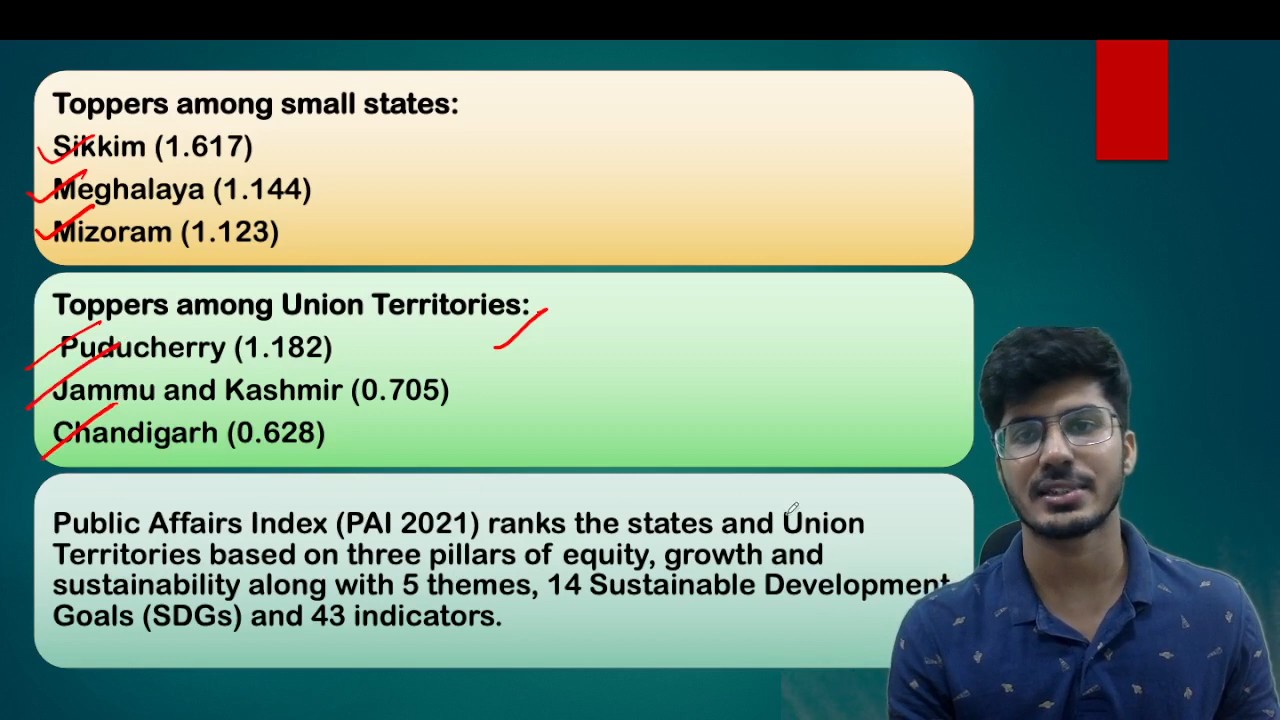 Toppers among small states:
Sikkim (1.617)
Meghalaya (1.144)
Mizoram (1.123)
Toppers among Union Territories:
Puducherry (1.182)
Jammu and Kashmir (0.705)
Chandigarh (0.628)
Public Affairs Index (PAI 2021) ranks the states and Union
Territories based on three pillars of equity, growth and
sustainability along with 5 themes, 14 Sustainable Development
Goals (SDGs) and 43 indicators.